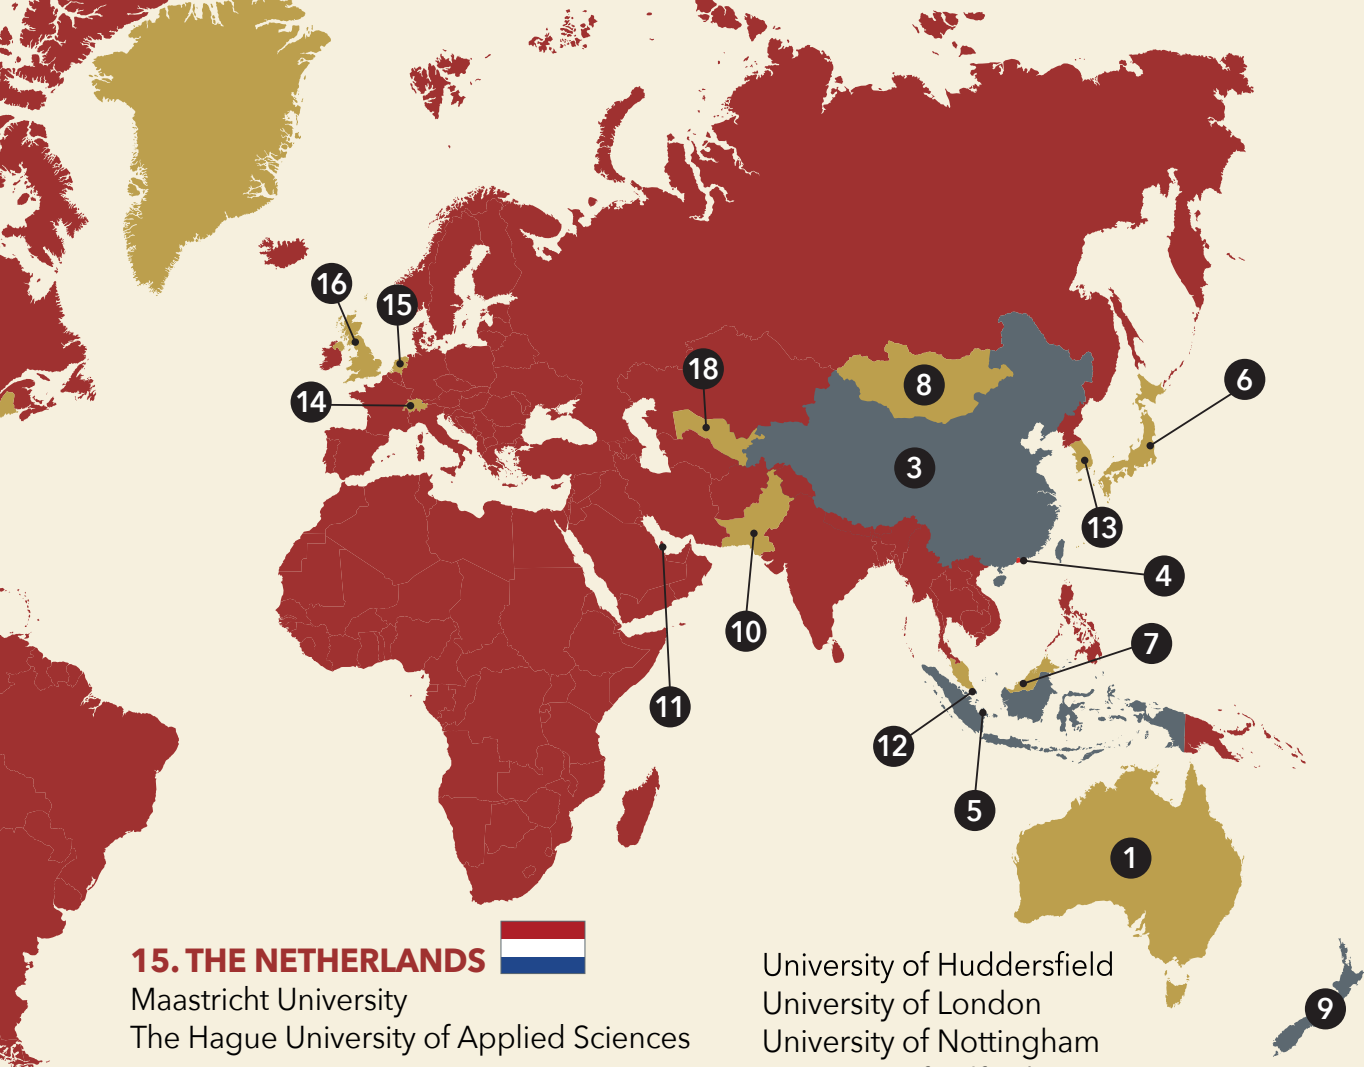 16
15
18
8
6
14
3
13
4
10
7
11
12
5
1
9
15. THE NETHERLANDS
Maastricht University
The Hague University of Applied Sciences
University of Huddersfield
University of London
University of Nottingham